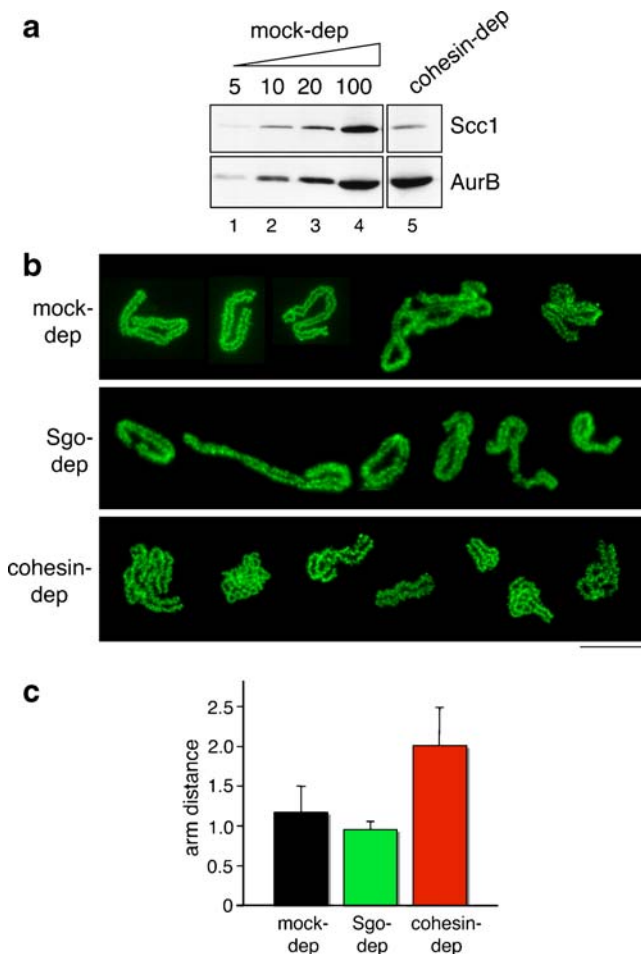 a
mock-dep
5 10 20 100
cohesin-dep
Scc1
AurB
1 2 3 4 5
b
mock-
dep
Sgo-
dep
cohesin-
dep
c
arm distance
2.5
2.0
1.5
1.0
0.5
0
mock- Sgo- cohesin-
dep dep dep